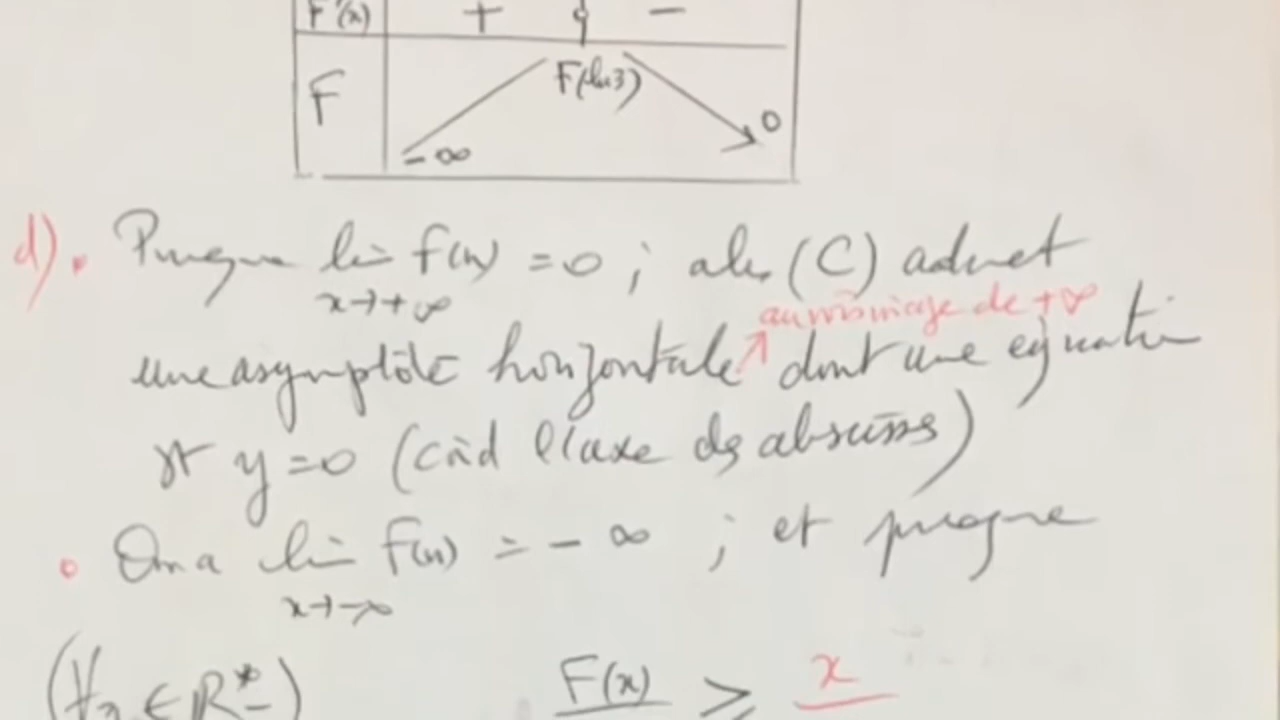 F'(x) + 0 -
F F(ln3) 0
-∞
d). Puisque lim F(x) = 0 ; alors (C) admet
x→+∞
au voisinage de +∞
une asymptôte horizontale dont une équation
est y = 0 (càd l'axe des abscisses)
• On a lim F(x) = -∞ ; et puisque
x→-∞
(∀x ∈ ℝ*₋) F(x) ≥ x